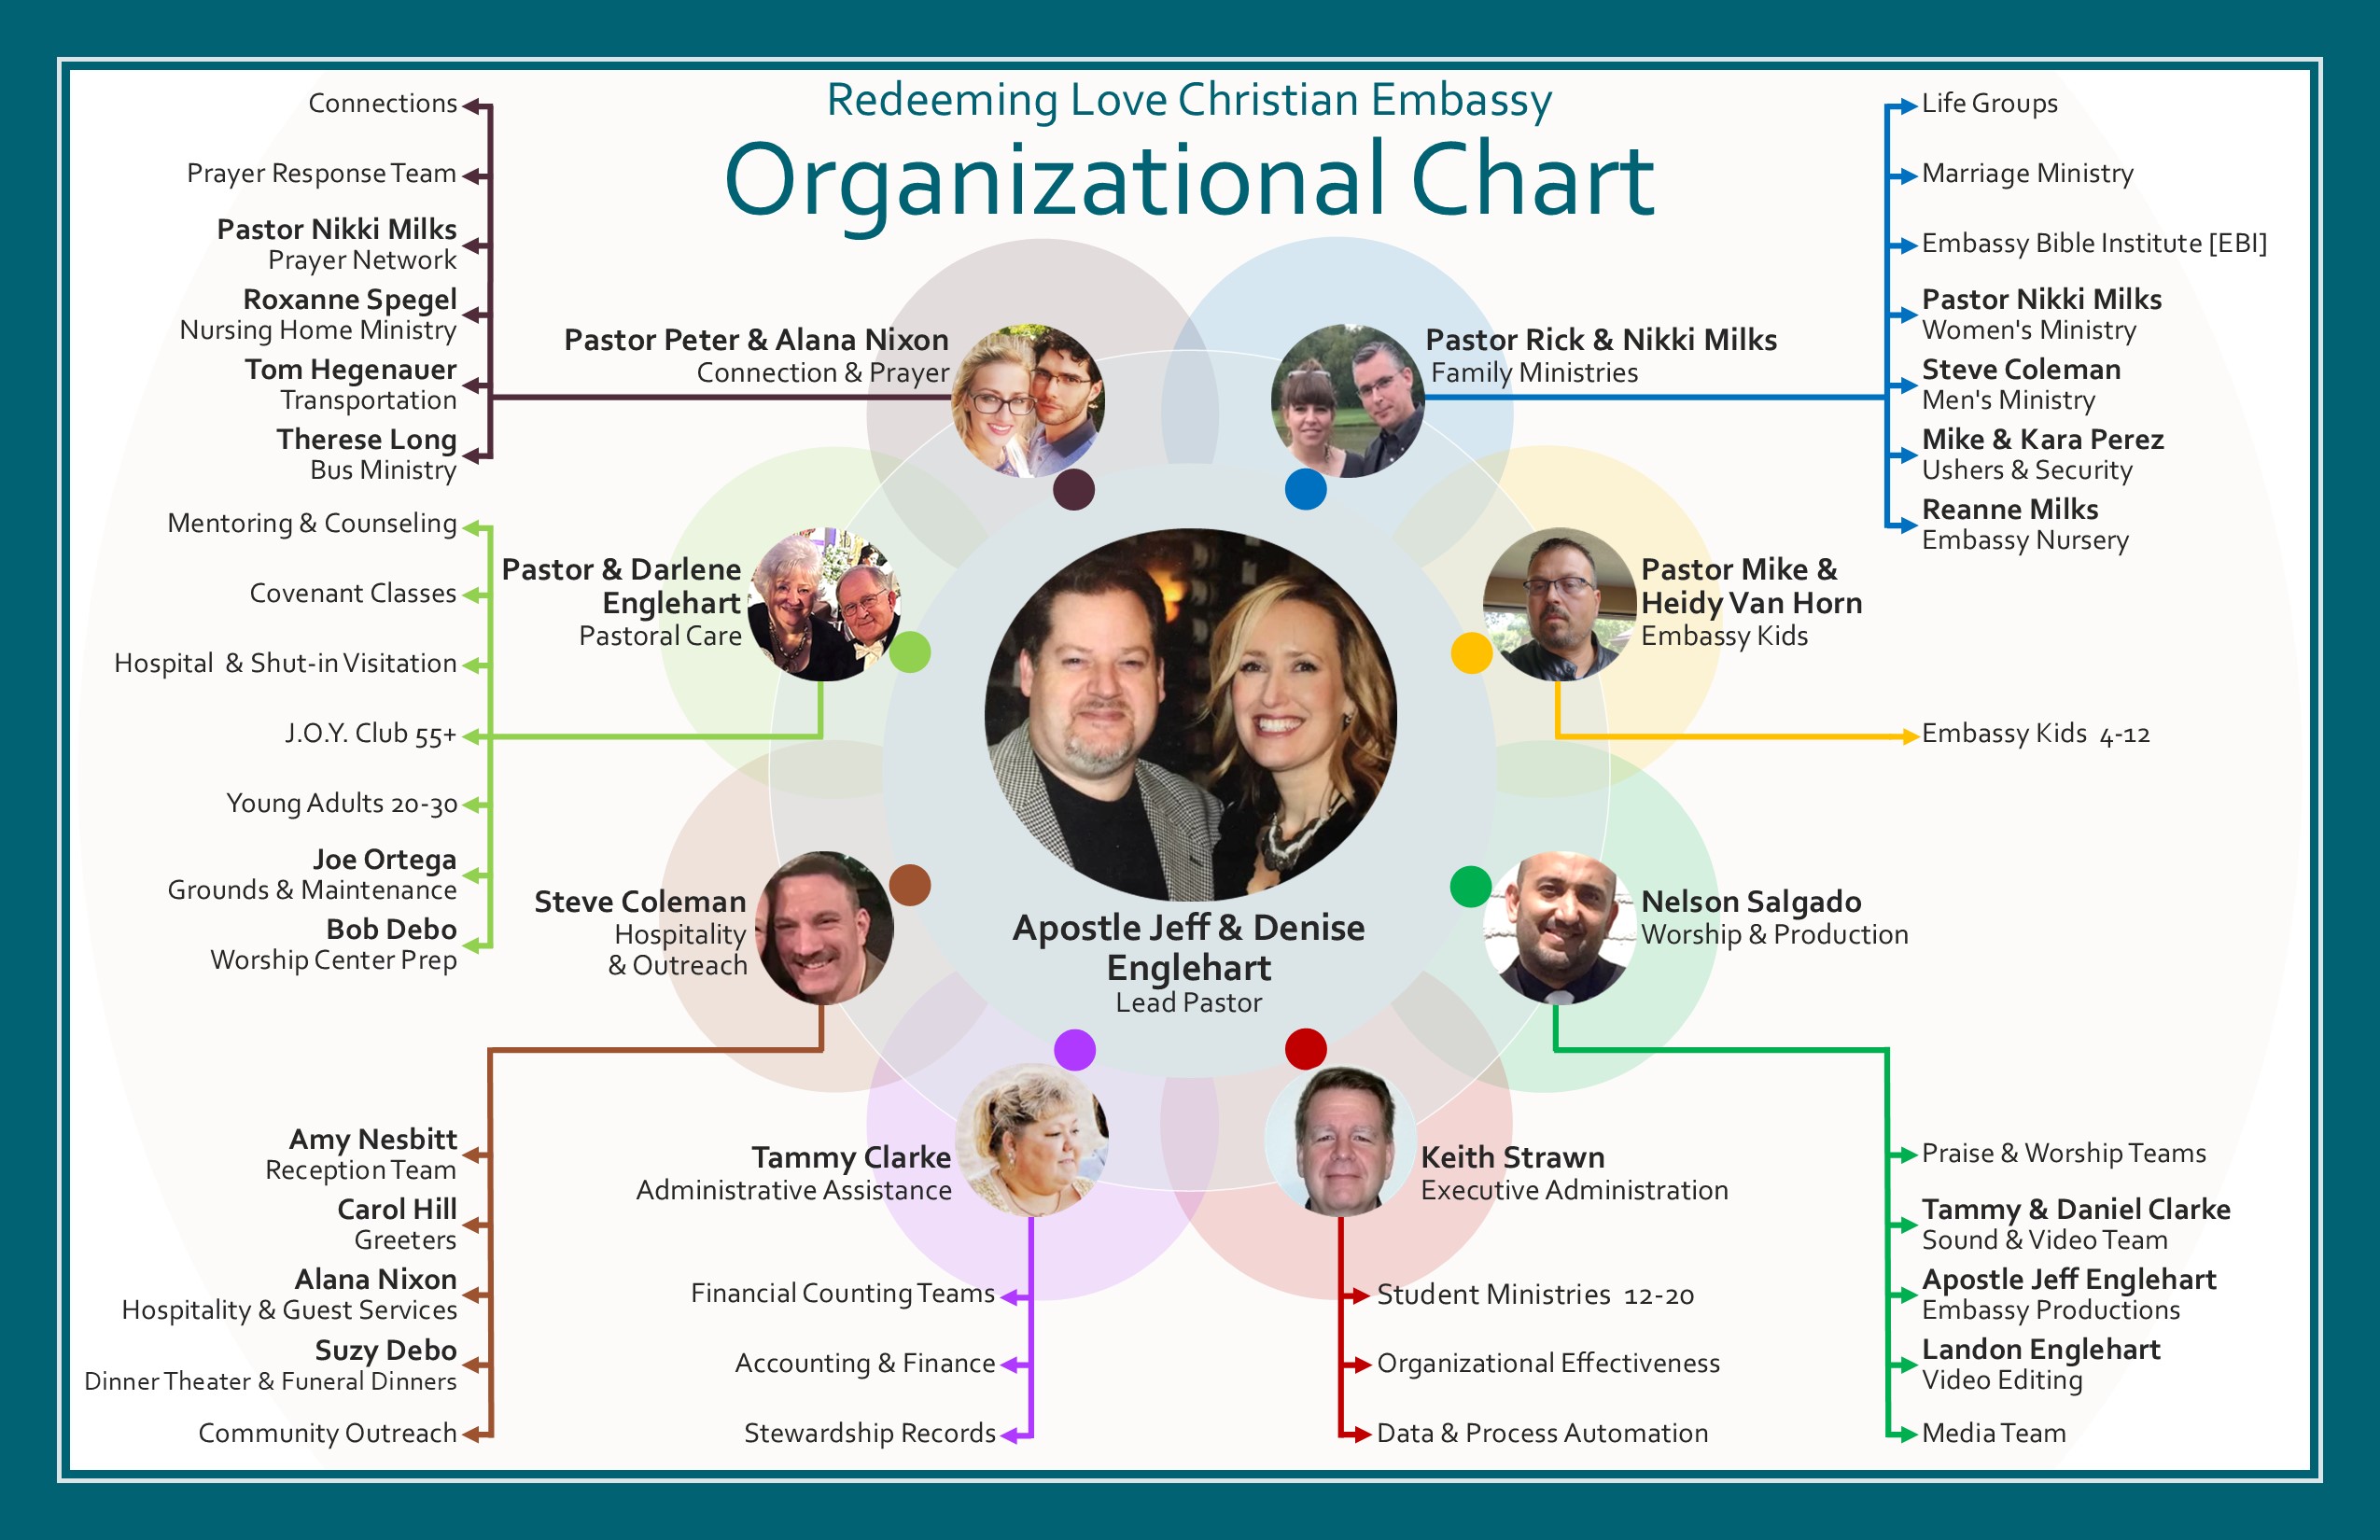 Redeeming Love Christian Embassy
Organizational Chart
Connections
Prayer Response Team
Pastor Nikki Milks
Prayer Network
Roxanne Spegel
Nursing Home Ministry
Tom Hegenauer
Transportation
Therese Long
Bus Ministry
Pastor Peter & Alana Nixon
Connection & Prayer
Pastor Rick & Nikki Milks
Family Ministries
Life Groups
Marriage Ministry
Embassy Bible Institute [EBI]
Pastor Nikki Milks
Women's Ministry
Steve Coleman
Men's Ministry
Mike & Kara Perez
Ushers & Security
Reanne Milks
Embassy Nursery
Mentoring & Counseling
Covenant Classes
Hospital & Shut-in Visitation
J.O.Y. Club 55+
Young Adults 20-30
Joe Ortega
Grounds & Maintenance
Bob Debo
Worship Center Prep
Pastor & Darlene
Englehart
Pastoral Care
Pastor Mike &
Heidy Van Horn
Embassy Kids
Embassy Kids 4-12
Steve Coleman
Hospitality
& Outreach
Apostle Jeff & Denise
Englehart
Lead Pastor
Nelson Salgado
Worship & Production
Amy Nesbitt
Reception Team
Carol Hill
Greeters
Alana Nixon
Hospitality & Guest Services
Suzy Debo
Dinner Theater & Funeral Dinners
Community Outreach
Tammy Clarke
Administrative Assistance
Financial Counting Teams
Accounting & Finance
Stewardship Records
Keith Strawn
Executive Administration
Student Ministries 12-20
Organizational Effectiveness
Data & Process Automation
Praise & Worship Teams
Tammy & Daniel Clarke
Sound & Video Team
Apostle Jeff Englehart
Embassy Productions
Landon Englehart
Video Editing
Media Team